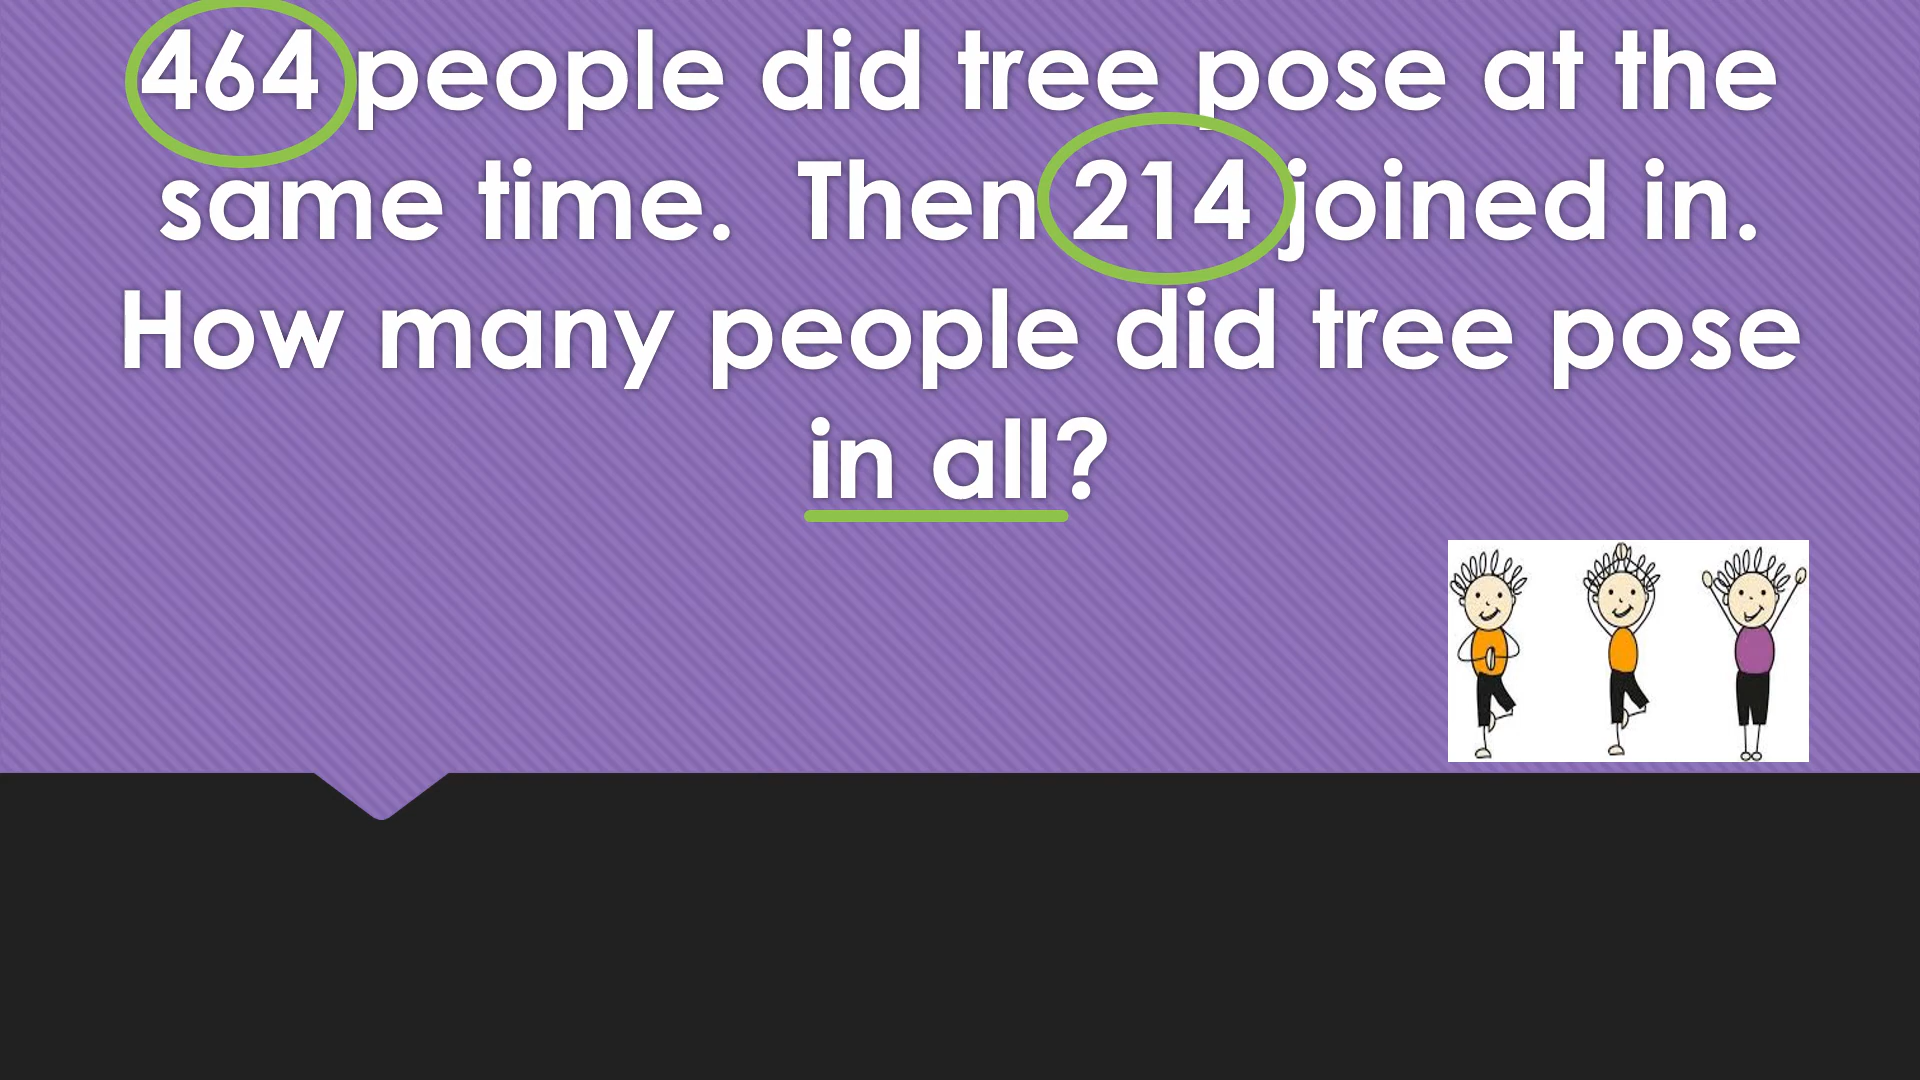 464 people did tree pose at the
same time.  Then 214 joined in.
How many people did tree pose
in all?